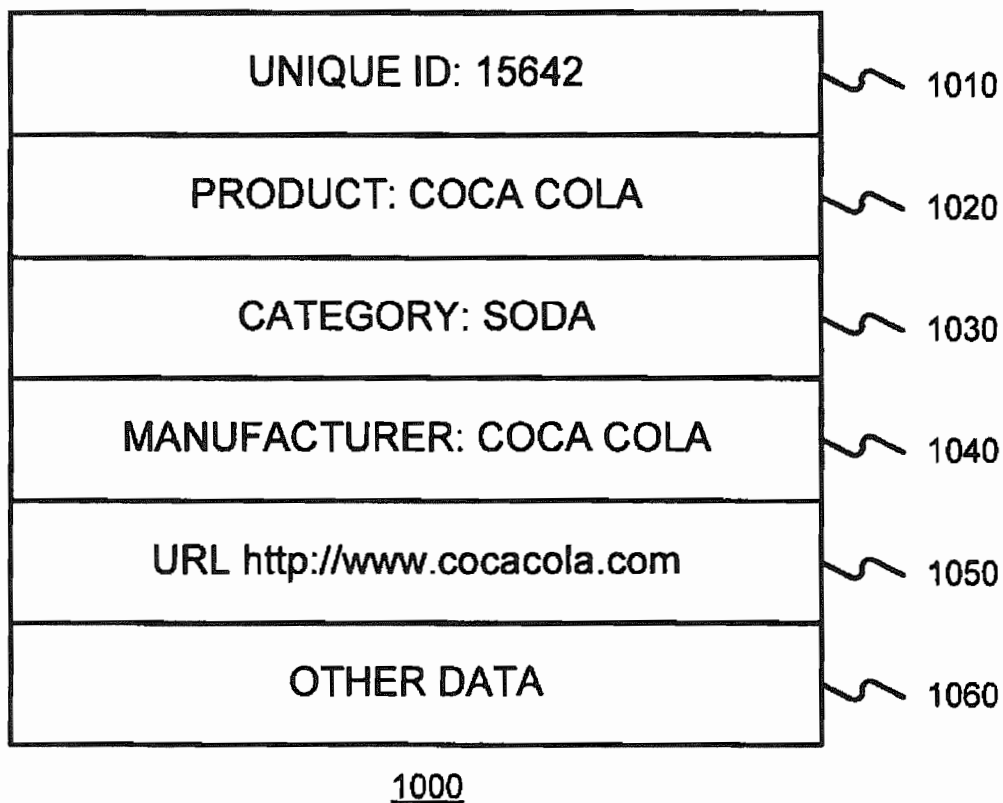 UNIQUE ID: 15642
1010
PRODUCT: COCA COLA
1020
CATEGORY: SODA
1030
MANUFACTURER: COCA COLA
1040
URL http://www.cocacola.com
1050
OTHER DATA
1060
1000